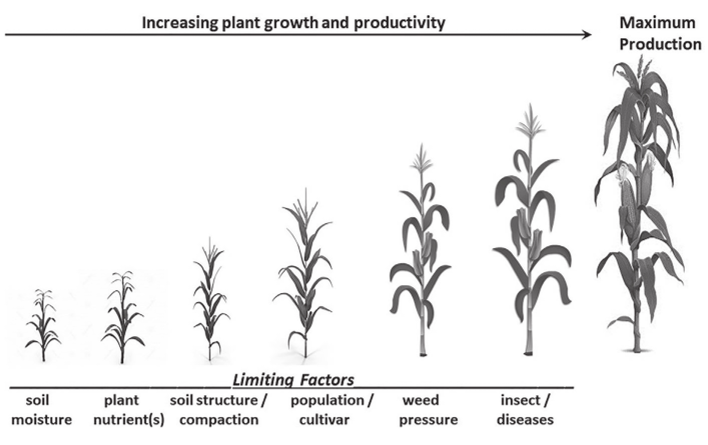 Increasing plant growth and productivity
Maximum
Production
Limiting Factors
soil
moisture
plant
nutrient(s)
soil structure /
compaction
population /
cultivar
weed
pressure
insect /
diseases